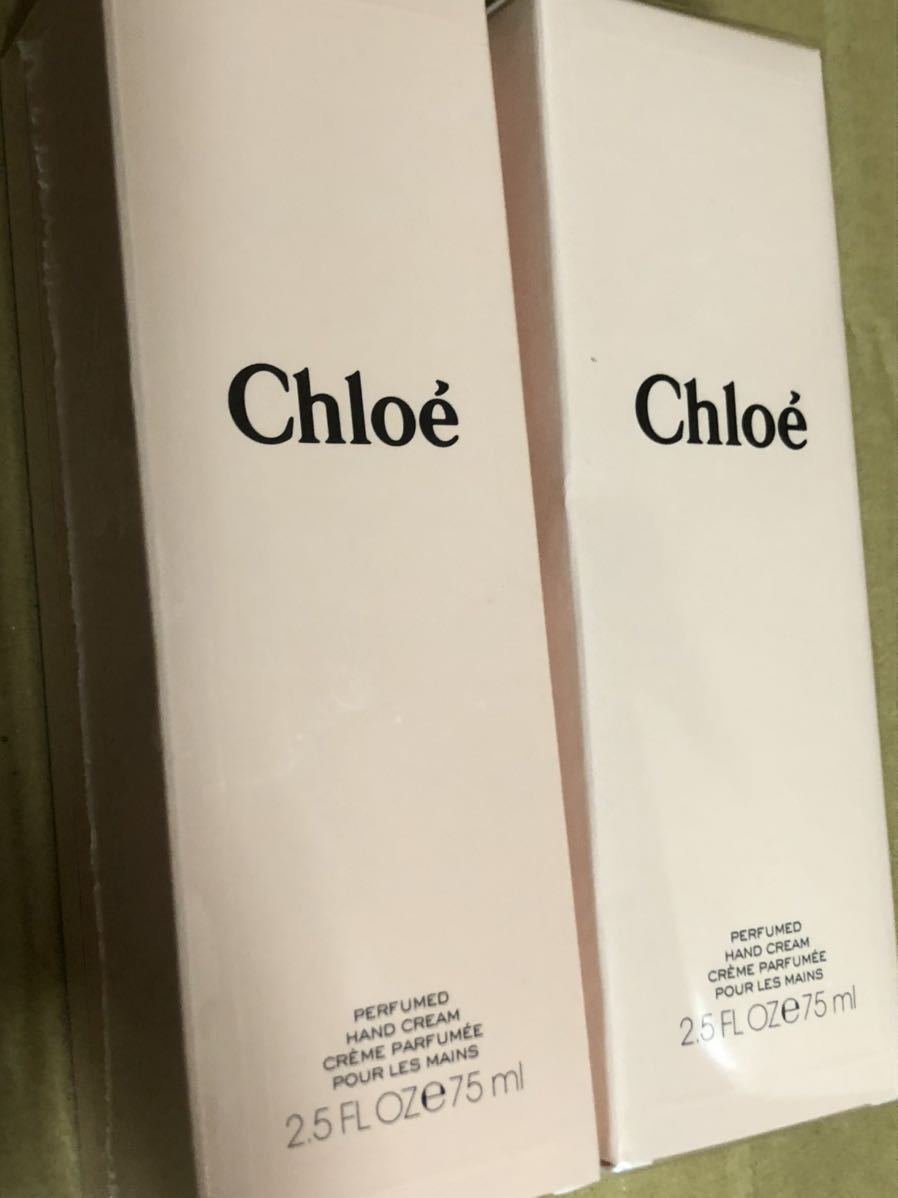 Chloé
PERFUMED
HAND CREAM
CRÈME PARFUMÉE
POUR LES MAINS
2.5 FL OZ e 75 ml
Chloé
PERFUMED
HAND CREAM
CRÈME PARFUMÉE
POUR LES MAINS
2.5 FL OZ e 75 ml